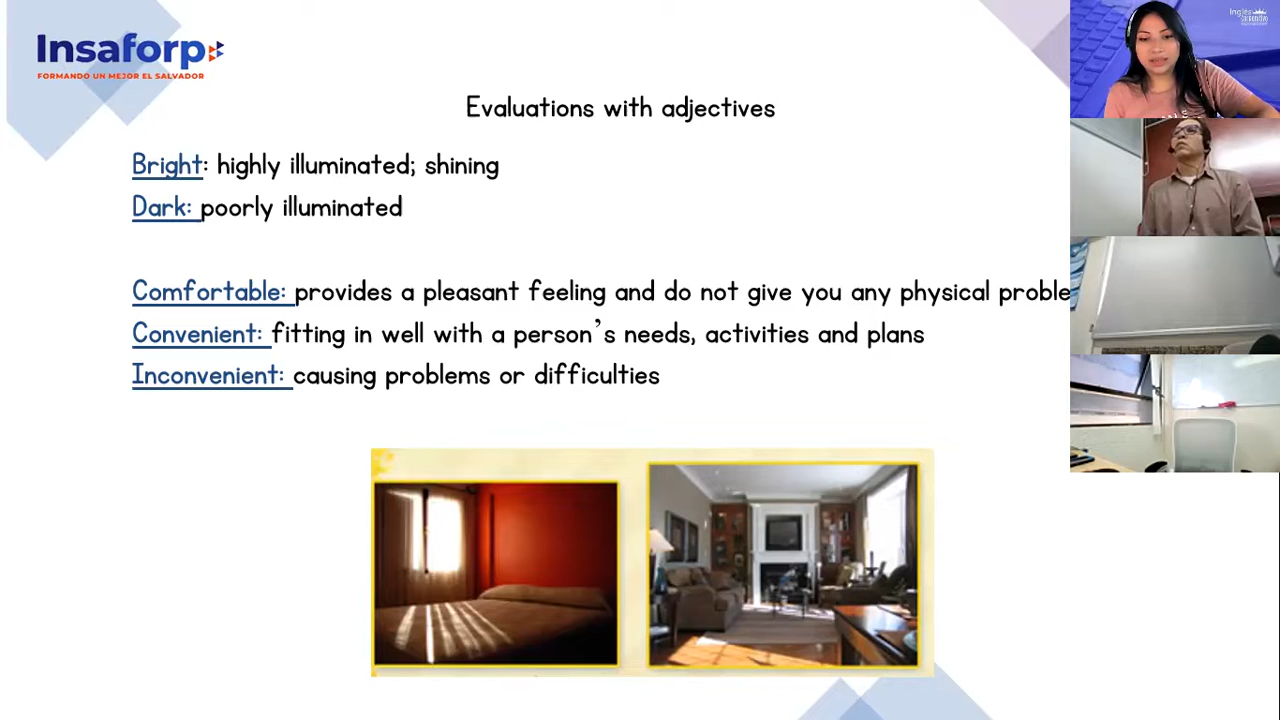 Insaforp
FORMANDO UN MEJOR EL SALVADOR
Evaluations with adjectives
Bright: highly illuminated; shining
Dark: poorly illuminated
Comfortable: provides a pleasant feeling and do not give you any physical proble
Convenient: fitting in well with a person's needs, activities and plans
Inconvenient: causing problems or difficulties
Inglés